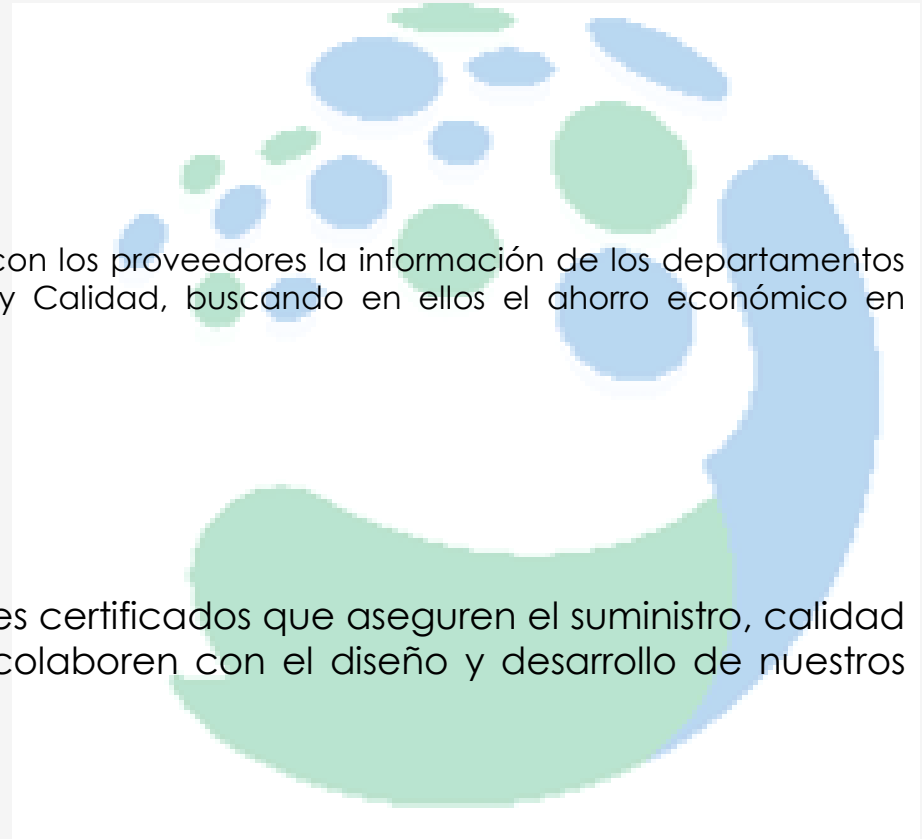 con los proveedores la información de los departamentos
y Calidad, buscando en ellos el ahorro económico en
es certificados que aseguren el suministro, calidad
colaboren con el diseño y desarrollo de nuestros